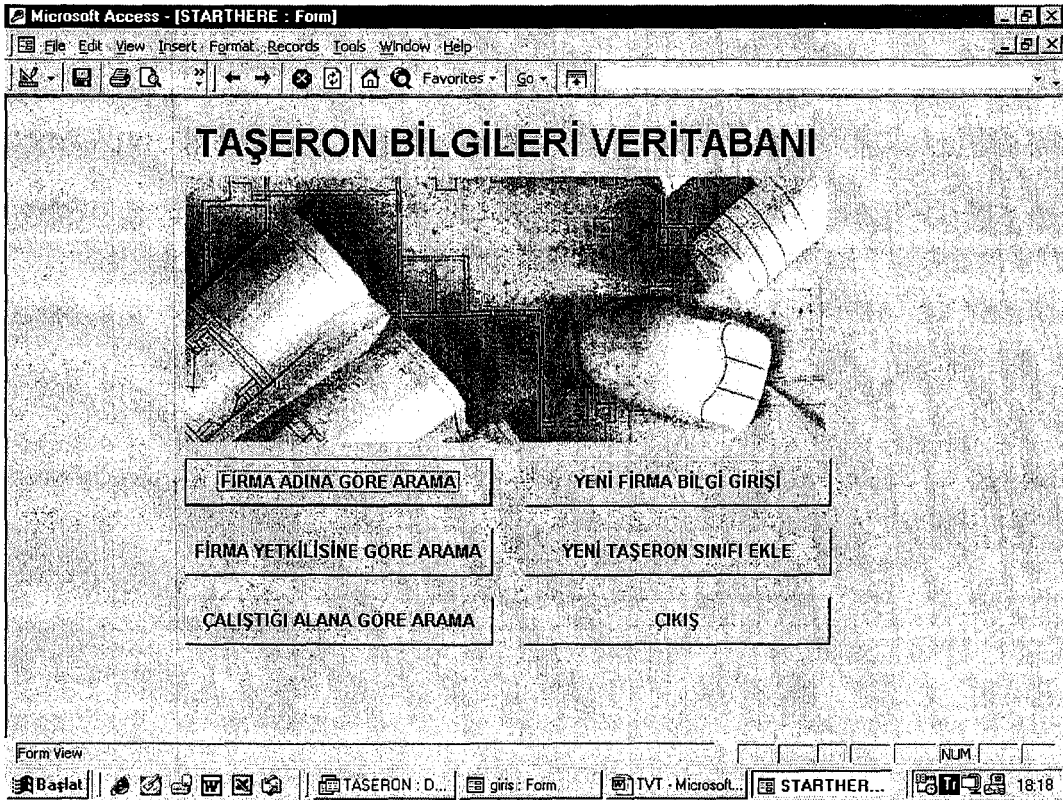 Microsoft Access - [STARTHERE : Form]
File Edit View Insert Format Records Tools Window Help
Favorites Go
TAŞERON BİLGİLERİ VERİTABANI
FİRMA ADINA GÖRE ARAMA YENİ FİRMA BİLGİ GİRİŞİ
FİRMA YETKİLİSİNE GÖRE ARAMA YENİ TAŞERON SINIFI EKLE
ÇALIŞTIĞI ALANA GÖRE ARAMA ÇIKIŞ
Form View NUM
Başlat TASERON : D... giris : Form TVT - Microsoft... STARTHER... 18:18